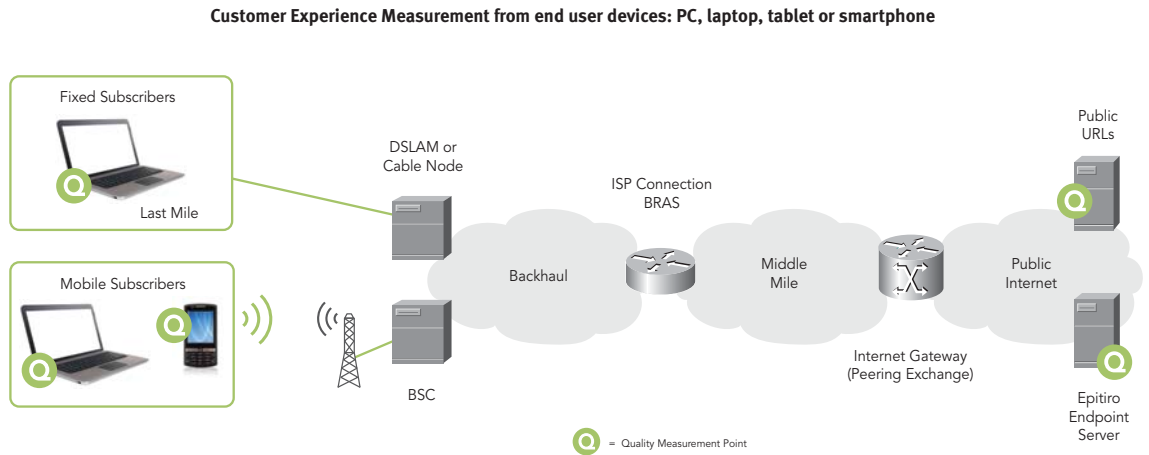 Customer Experience Measurement from end user devices: PC, laptop, tablet or smartphone
Fixed Subscribers
Q
Last Mile
Mobile Subscribers
Q
Q
DSLAM or
Cable Node
BSC
Backhaul
ISP Connection
BRAS
Middle
Mile
Internet Gateway
(Peering Exchange)
Public
Internet
Public
URLs
Q
Q
Epitiro
Endpoint
Server
Q = Quality Measurement Point